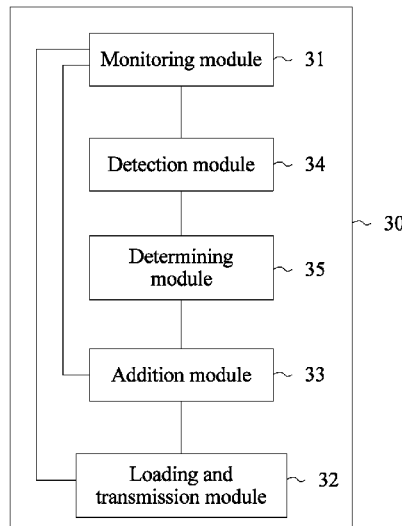 Monitoring module 31
Detection module 34
30
Determining
module 35
Addition module 33
Loading and
transmission module 32